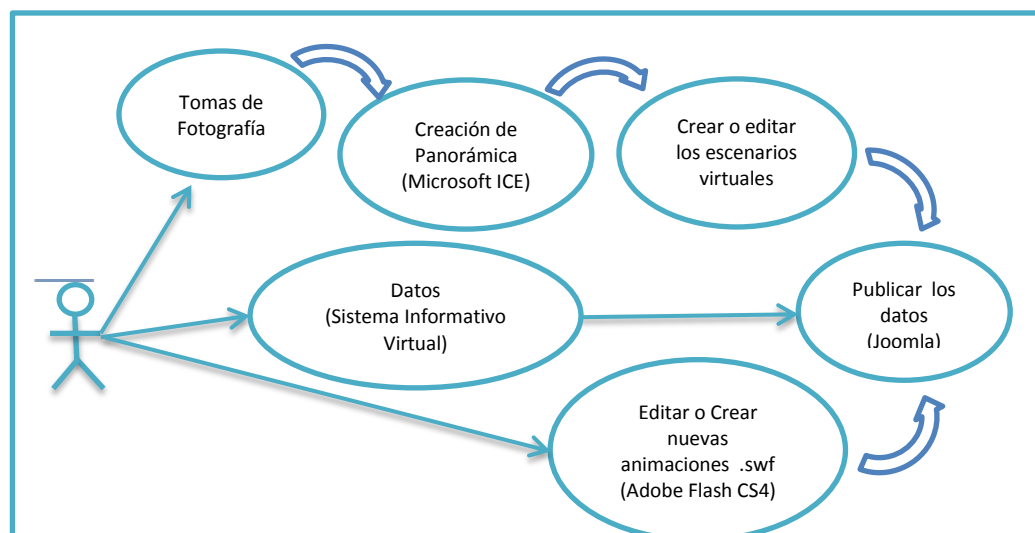 Tomas de
Fotografía
Creación de
Panorámica
(Microsoft ICE)
Crear o editar
los escenarios
virtuales
Datos
(Sistema Informativo
Virtual)
Publicar los
datos
(Joomla)
Editar o Crear
nuevas
animaciones .swf
(Adobe Flash CS4)